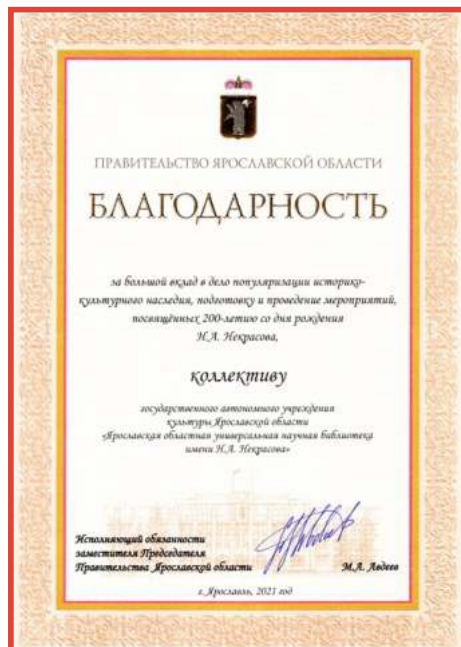 ПРАВИТЕЛЬСТВО ЯРОСЛАВСКОЙ ОБЛАСТИ
БЛАГОДАРНОСТЬ
за большой вклад в дело популяризации историко-
культурного наследия, подготовку и проведение мероприятий,
посвящённых 200-летию со дня рождения
Н.А. Некрасова,
коллективу
государственного автономного учреждения
культуры Ярославской области
«Ярославская областная универсальная научная библиотека
имени Н.А. Некрасова»
Исполняющий обязанности
заместителя Председателя
Правительства Ярославской области
М.А. Авдеев
г. Ярославль, 2021 год